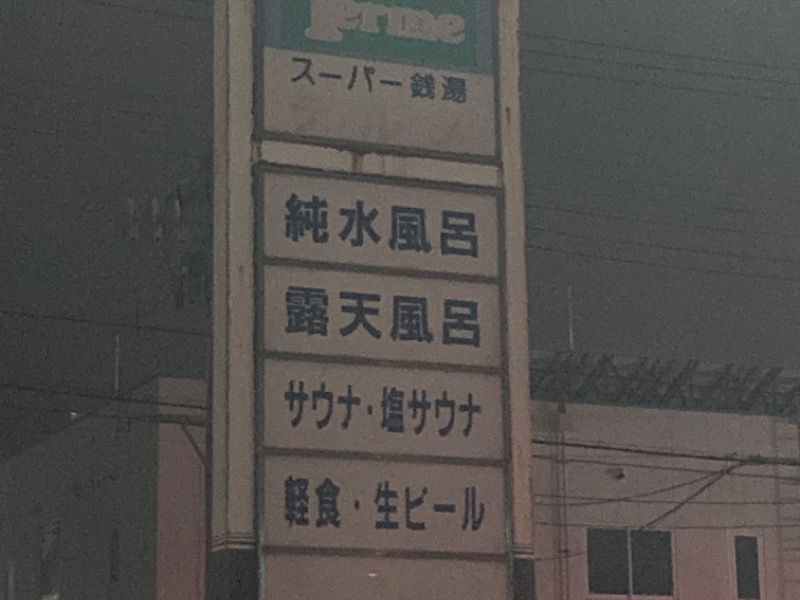 Terme
スーパー銭湯
純水風呂
露天風呂
サウナ・塩サウナ
軽食・生ビール